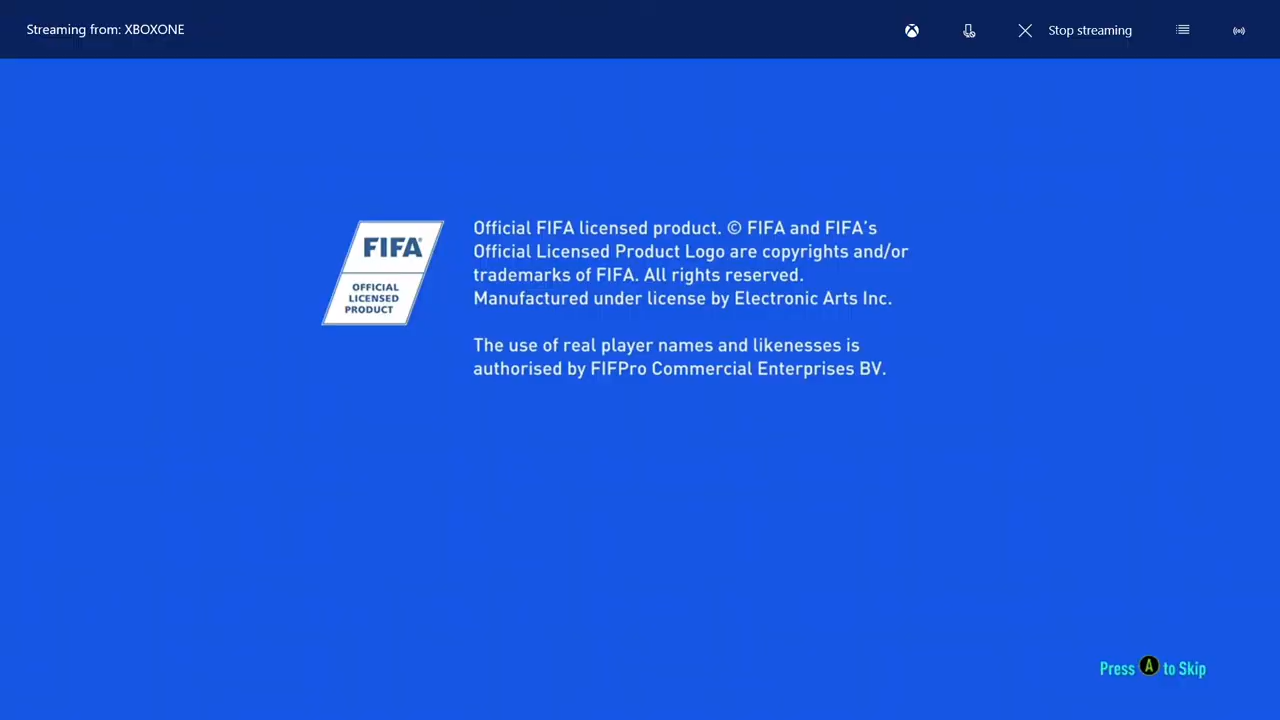 Streaming from: XBOXONE
Stop streaming
FIFA®
OFFICIAL
LICENSED
PRODUCT
Official FIFA licensed product. © FIFA and FIFA's
Official Licensed Product Logo are copyrights and/or
trademarks of FIFA. All rights reserved.
Manufactured under license by Electronic Arts Inc.
The use of real player names and likenesses is
authorised by FIFPro Commercial Enterprises BV.
Press A to Skip